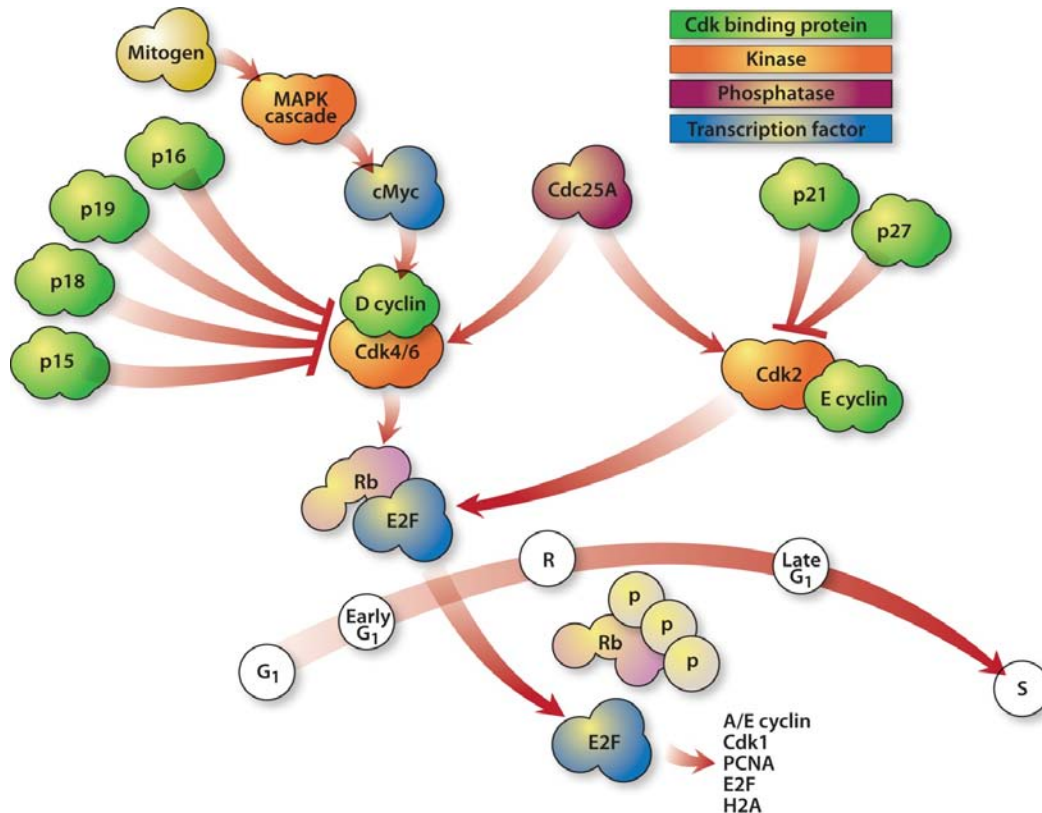 Mitogen
MAPK
cascade
cMyc
p16
p19
p18
p15
D cyclin
Cdk4/6
Cdc25A
Cdk binding protein
Kinase
Phosphatase
Transcription factor
p21
p27
Cdk2
E cyclin
Rb
E2F
G1
Early
G1
R
Late
G1
S
p
p
p
Rb
E2F
A/E cyclin
Cdk1
PCNA
E2F
H2A